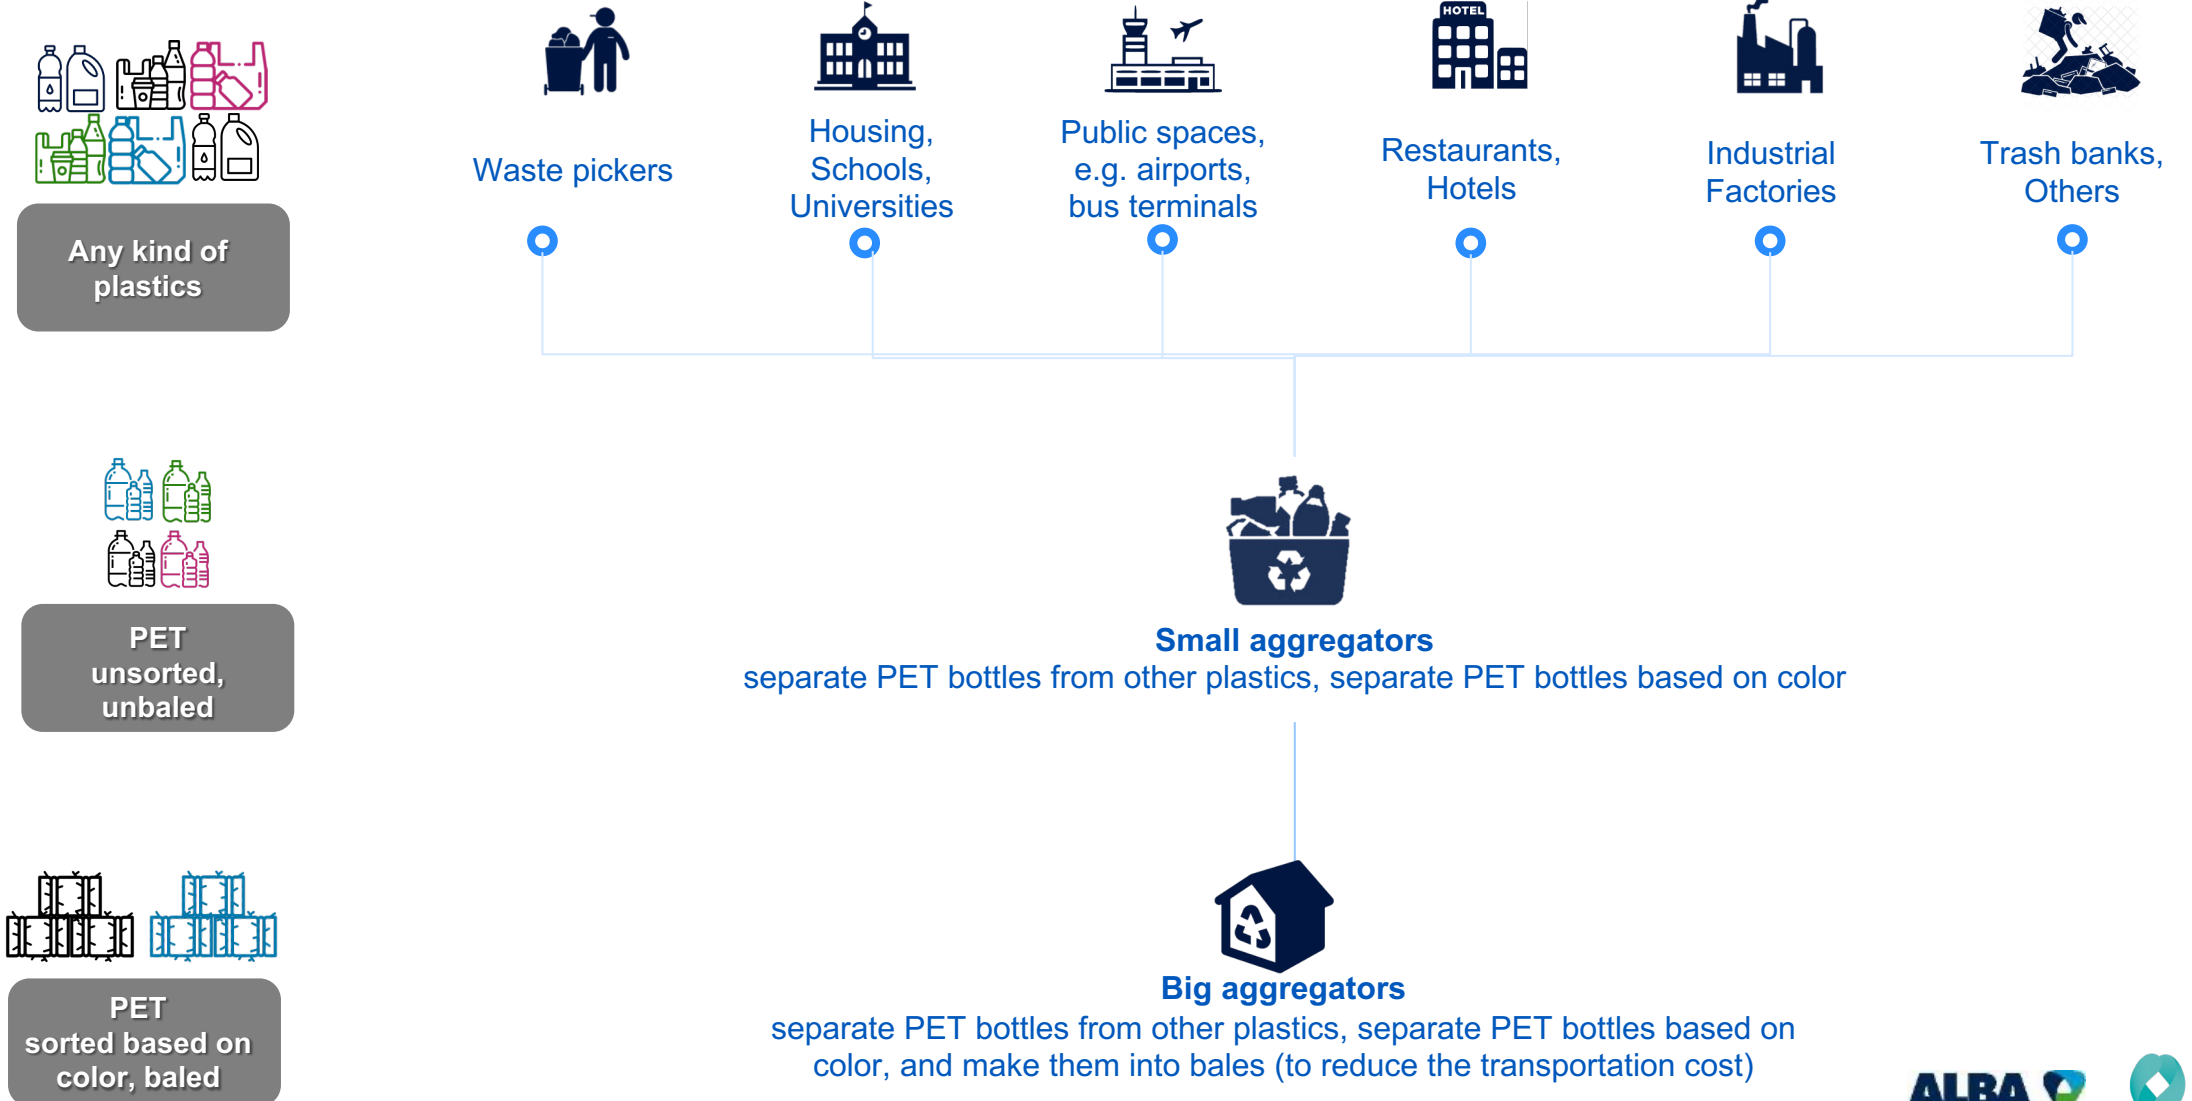 HOTEL
Waste pickers
Housing,
Schools,
Universities
Public spaces,
e.g. airports,
bus terminals
Restaurants,
Hotels
Industrial
Factories
Trash banks,
Others
Any kind of
plastics
PET
unsorted,
unbaled
Small aggregators
separate PET bottles from other plastics, separate PET bottles based on color
PET
sorted based on
color, baled
Big aggregators
separate PET bottles from other plastics, separate PET bottles based on
color, and make them into bales (to reduce the transportation cost)
ALBA